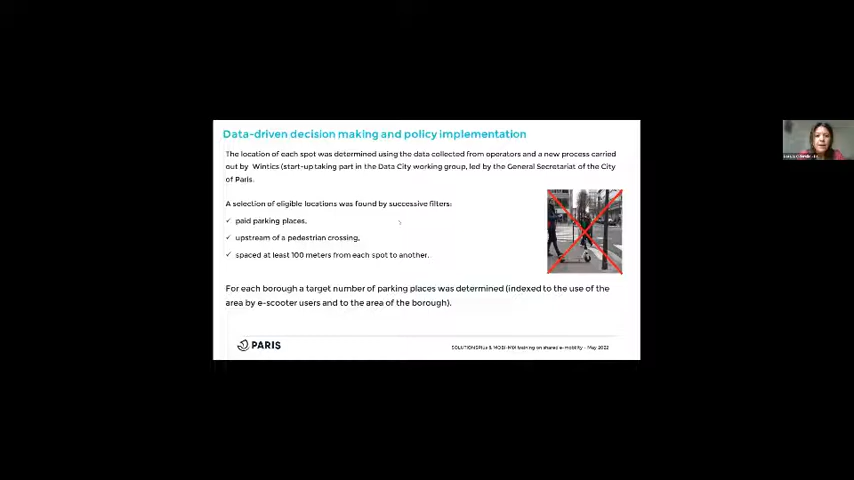 Data-driven decision making and policy implementation
The location of each spot was determined using the data collected from operators and a new process carried
out by Wintics (start-up taking part in the Data City working group, led by the General Secretariat of the City
of Paris.
A selection of eligible locations was found by successive filters:
✓ paid parking places,
✓ upstream of a pedestrian crossing,
✓ spaced at least 100 meters from each spot to another.
For each borough a target number of parking places was determined (indexed to the use of the
area by e-scooter users and to the area of the borough).
PARIS
SOLUTIONSPlus & MOBI-MIX training on shared e-mobility - May 2022